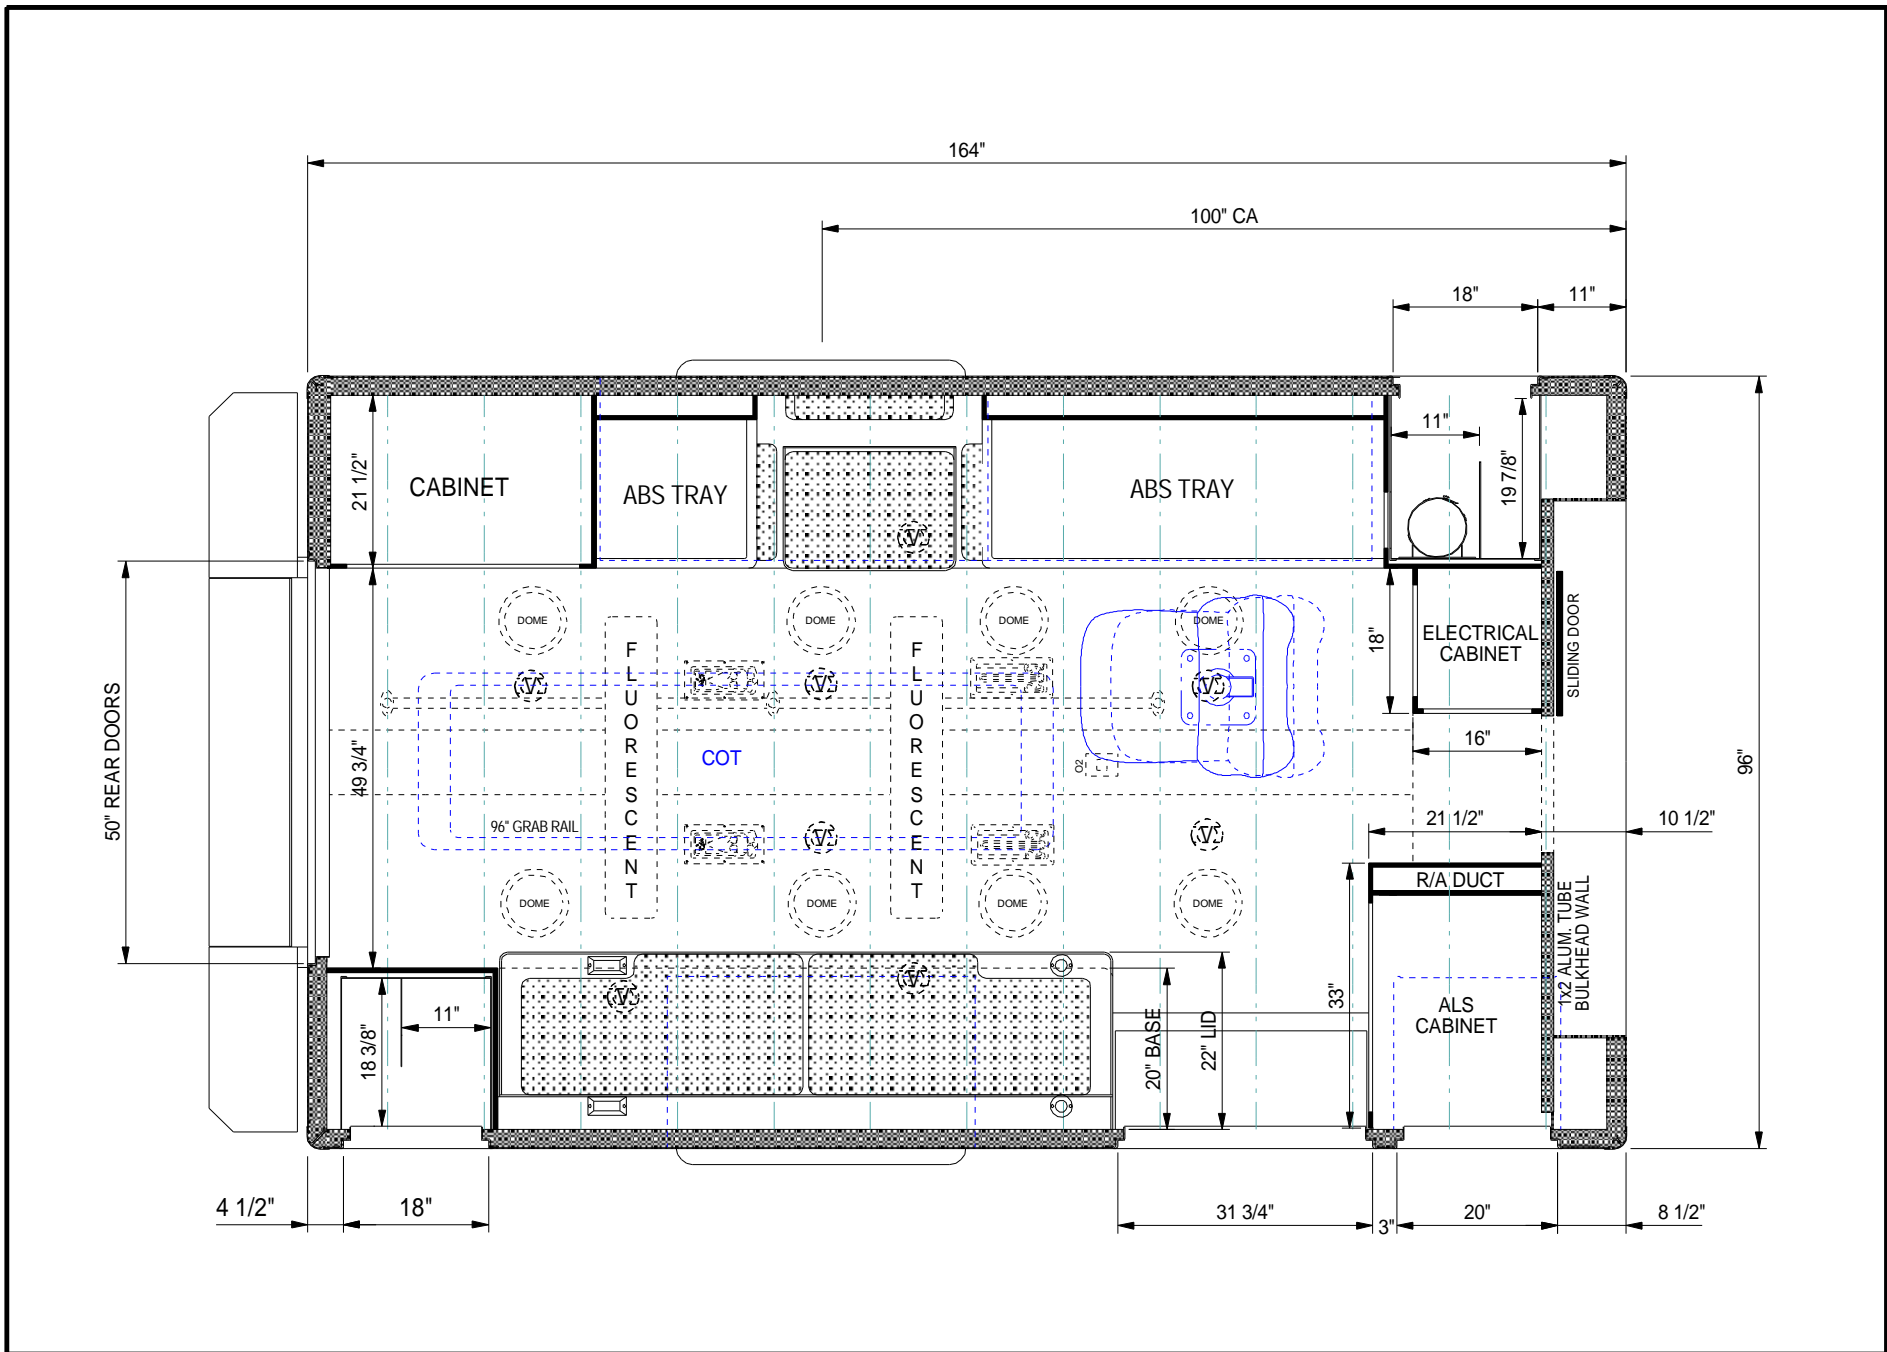 164"
100" CA
18"
11"
11"
21 1/2"
CABINET
ABS TRAY
ABS TRAY
19 7/8"
DOME
DOME
DOME
DOME
FLUORESCENT
FLUORESCENT
18"
ELECTRICAL
CABINET
SLIDING DOOR
50" REAR DOORS
49 3/4"
COT
O2
16"
96"
96" GRAB RAIL
21 1/2"
10 1/2"
R/A DUCT
DOME
DOME
DOME
DOME
1x2 ALUM. TUBE
BULKHEAD WALL
33"
ALS
CABINET
11"
18 3/8"
20" BASE
22" LID
V
V
V
V
V
V
V
V
4 1/2"
18"
31 3/4"
3"
20"
8 1/2"